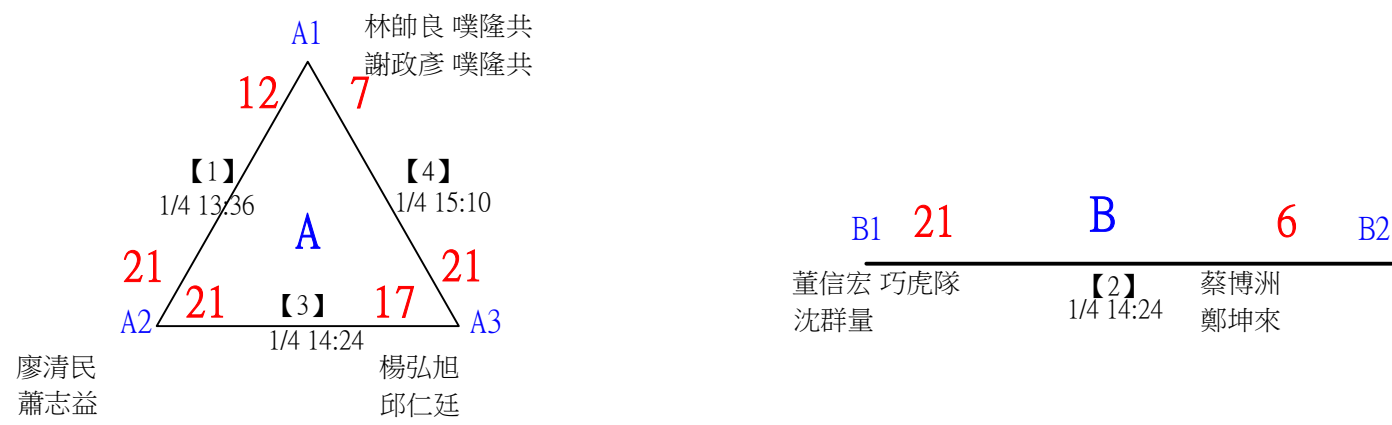 A1
林帥良 噗隆共
謝政彥 噗隆共
12
7
【1】
1/4 13:36
【4】
1/4 15:10
A
21
21
21
【3】
17
A2
1/4 14:24
A3
廖清民
蕭志益
楊弘旭
邱仁廷
B1
21
B
6
B2
董信宏 巧虎隊
沈群量
【2】
1/4 14:24
蔡博洲
鄭坤來